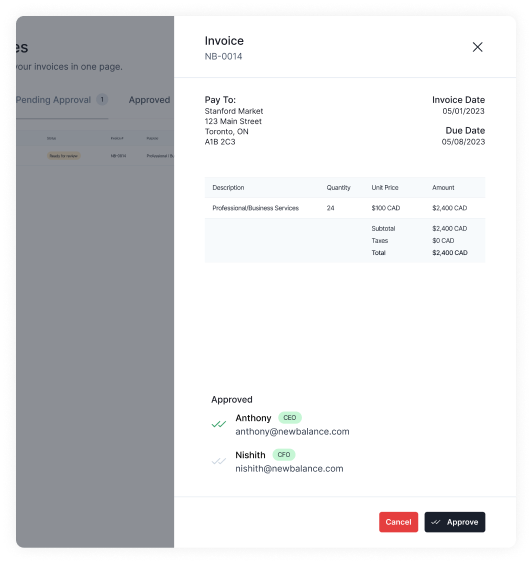 es
your invoices in one page.
Pending Approval 1 Approved
Status Invoice # Purpose
Ready for review NB-0014 Professional / Bu
Invoice
NB-0014
Pay To:
Stanford Market
123 Main Street
Toronto, ON
A1B 2C3
Invoice Date
05/01/2023
Due Date
05/08/2023
Description Quantity Unit Price Amount
Professional/Business Services 24 $100 CAD $2,400 CAD
Subtotal $2,400 CAD
Taxes $0 CAD
Total $2,400 CAD
Approved
Anthony CEO
anthony@newbalance.com
Nishith CFO
nishith@newbalance.com
Cancel Approve